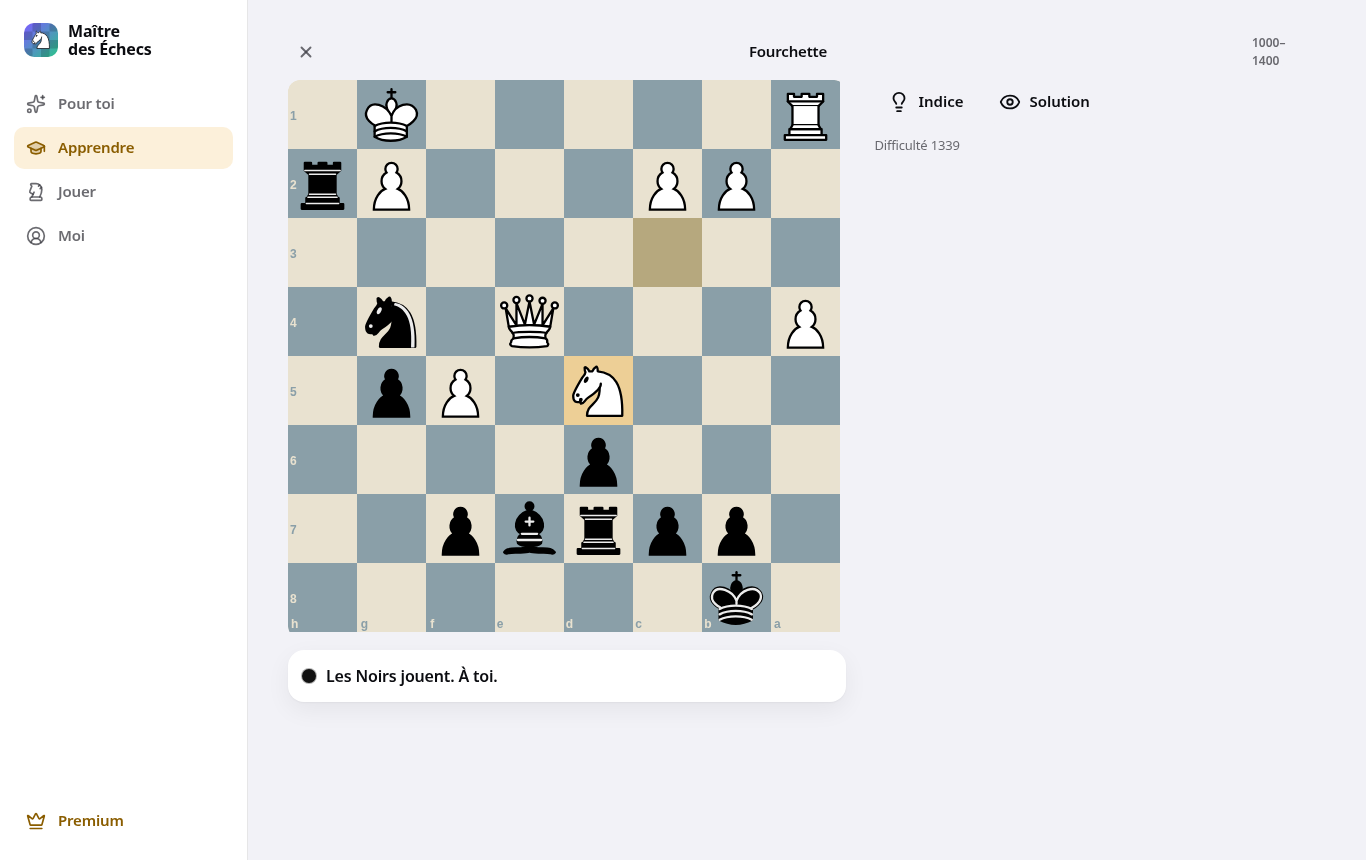 Maître
des Échecs
Pour toi
Apprendre
Jouer
Moi
Premium
Fourchette
1000–
1400
Indice
Solution
Difficulté 1339
1
2
3
4
5
6
7
8
h g f e d c b a
Les Noirs jouent. À toi.